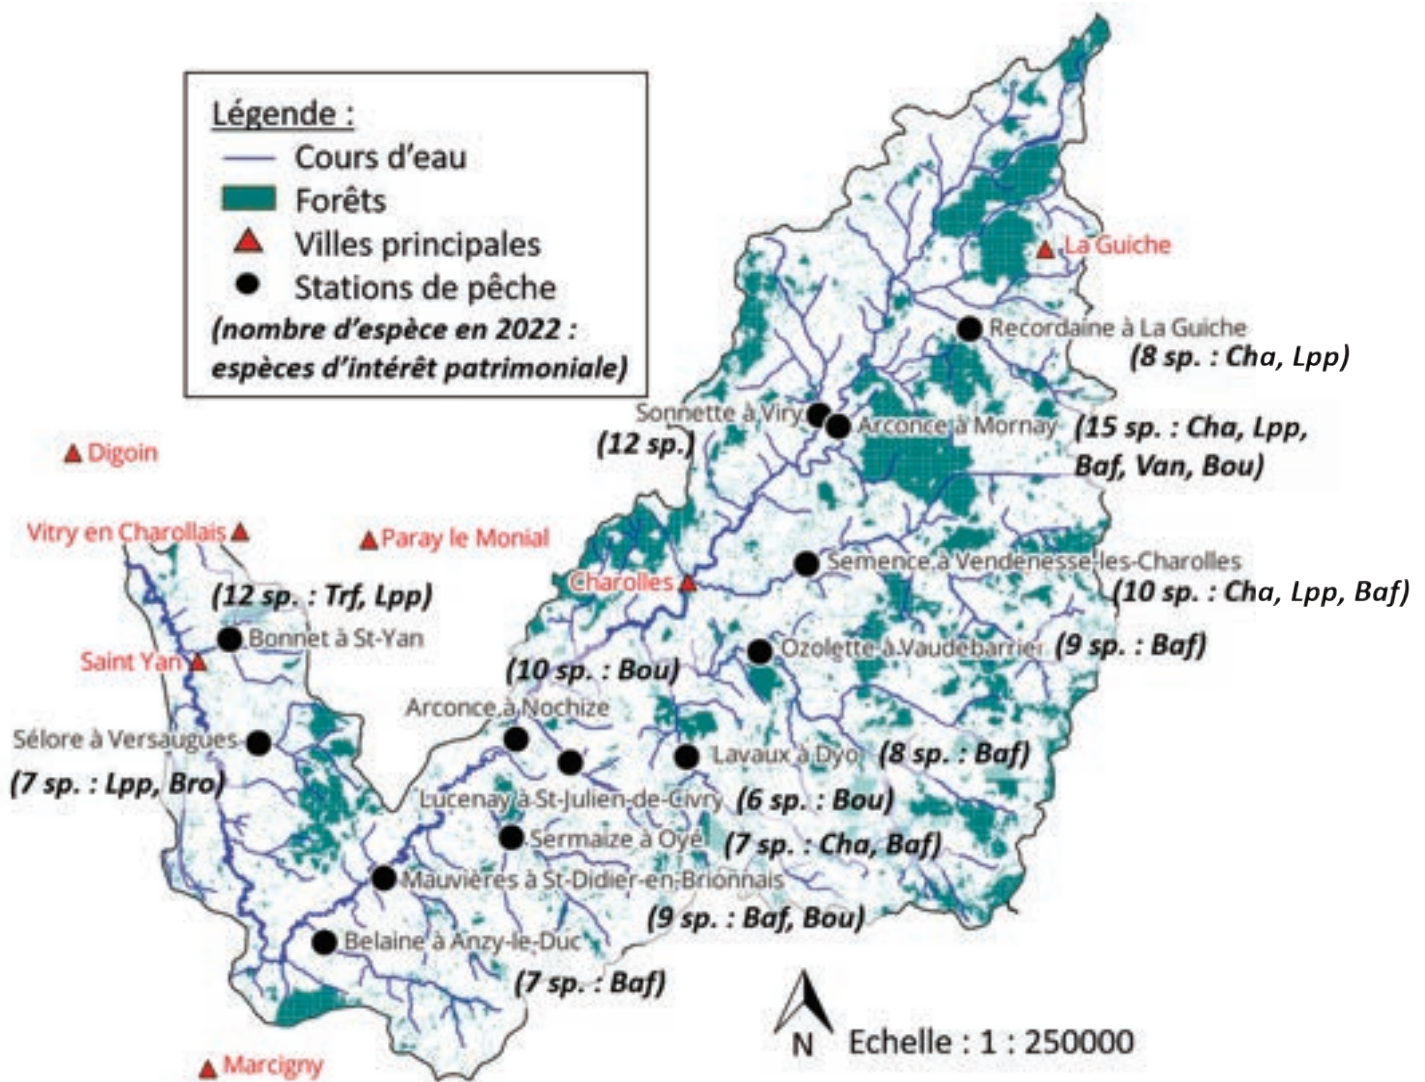 Légende :
Cours d'eau
Forêts
Villes principales
Stations de pêche
(nombre d'espèce en 2022 :
espèces d'intérêt patrimoniale)
La Guiche
Recordaine à La Guiche
(8 sp. : Cha, Lpp)
Sonnette à Viry
(12 sp.)
Arconce à Mornay
(15 sp. : Cha, Lpp,
Baf, Van, Bou)
Digoin
Vitry en Charollais
Paray le Monial
Charolles
Semence à Vendenesse-les-Charolles
(10 sp. : Cha, Lpp, Baf)
(12 sp. : Trf, Lpp)
Bonnet à St-Yan
Saint Yan
Ozolette à Vaudebarrier
(9 sp. : Baf)
(10 sp. : Bou)
Arconce à Nochize
Sélore à Versaugues
(7 sp. : Lpp, Bro)
Lavaux à Dyo
(8 sp. : Baf)
Lucenay à St-Julien-de-Civry
(6 sp. : Bou)
Sermaize à Oyé
(7 sp. : Cha, Baf)
Mauvières à St-Didier-en-Brionnais
(9 sp. : Baf, Bou)
Belaine à Anzy-le-Duc
(7 sp. : Baf)
N
Echelle : 1 : 250000
Marcigny